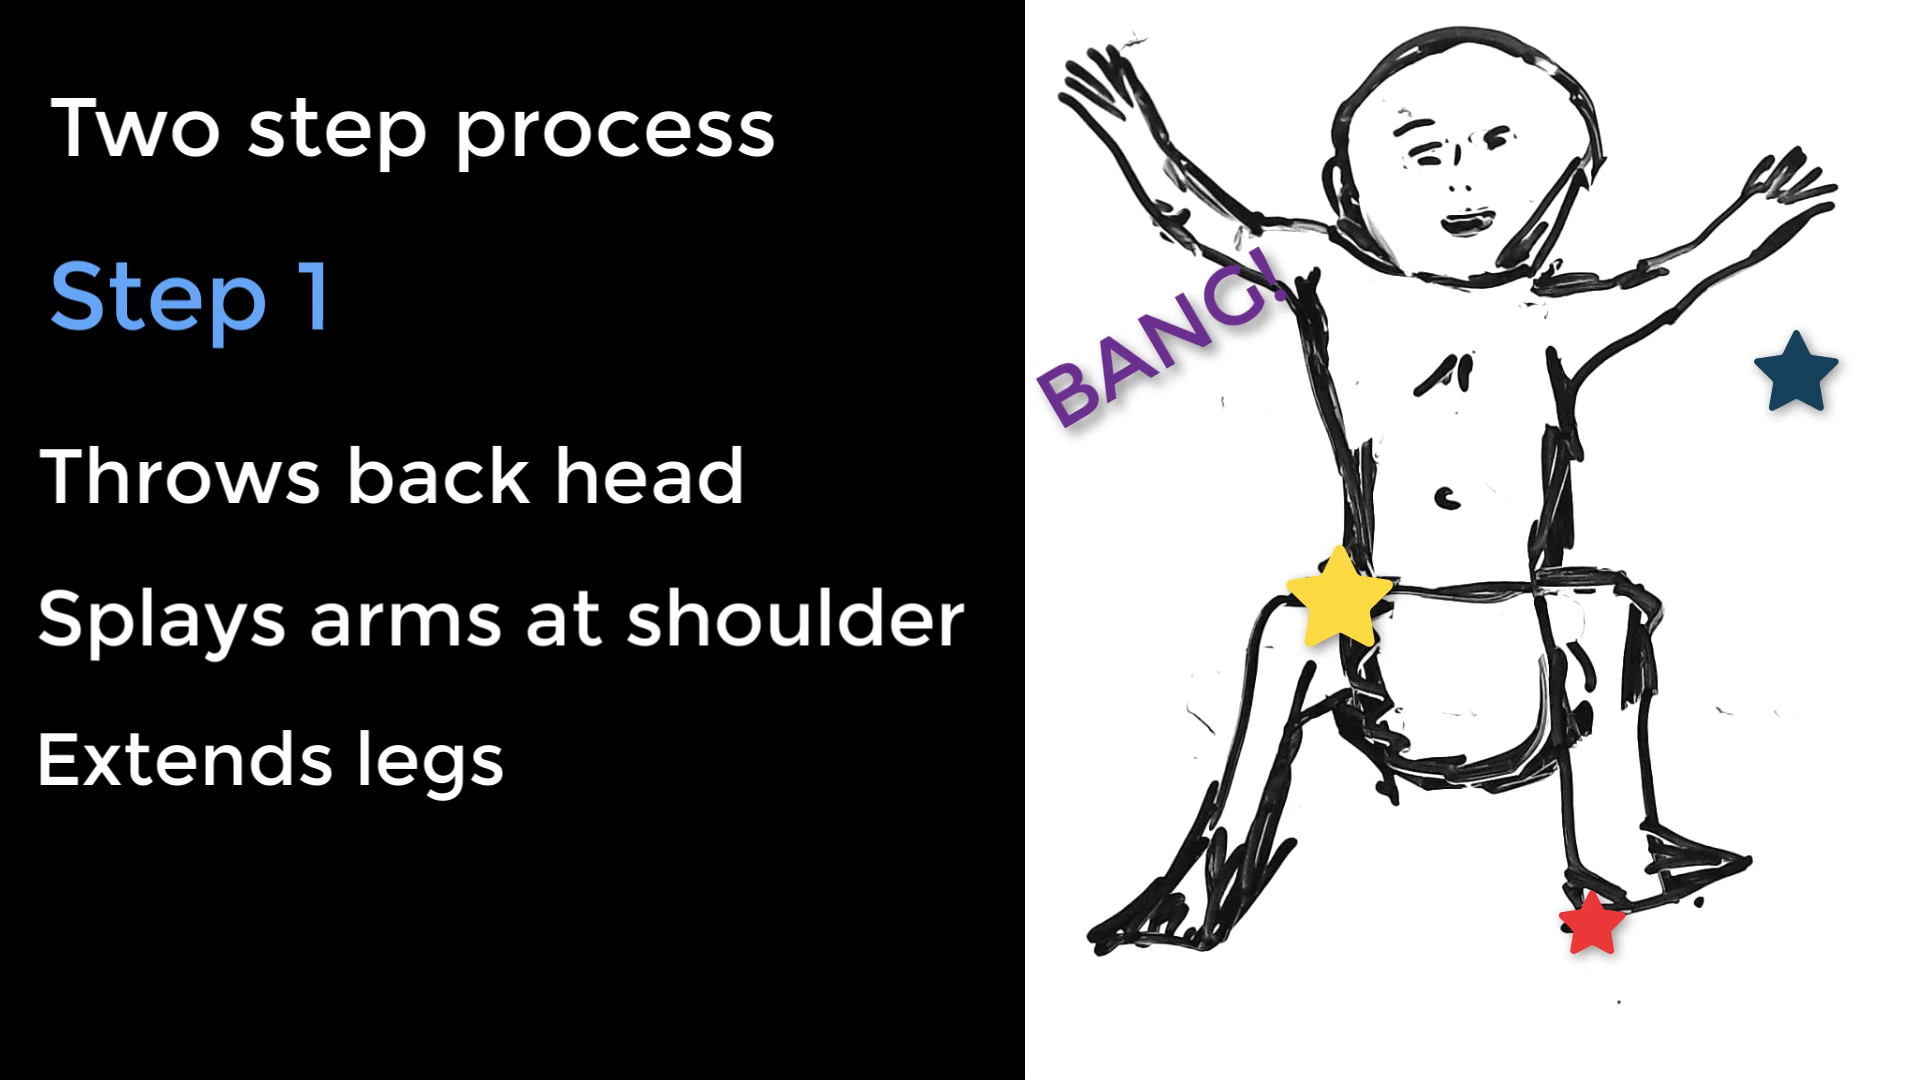 Two step process
Step 1
Throws back head
Splays arms at shoulder
Extends legs
BANG!